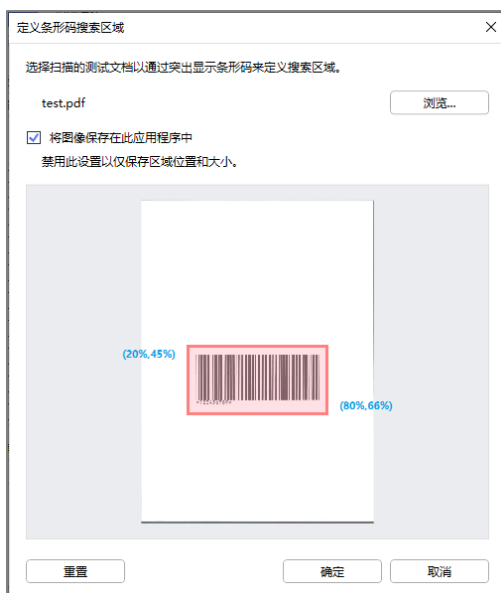 定义条形码搜索区域
选择扫描的测试文档以通过突出显示条形码来定义搜索区域。
test.pdf
浏览...
将图像保存在此应用程序中
禁用此设置以仅保存区域位置和大小。
(20%,45%)
(80%,66%)
重置
确定
取消